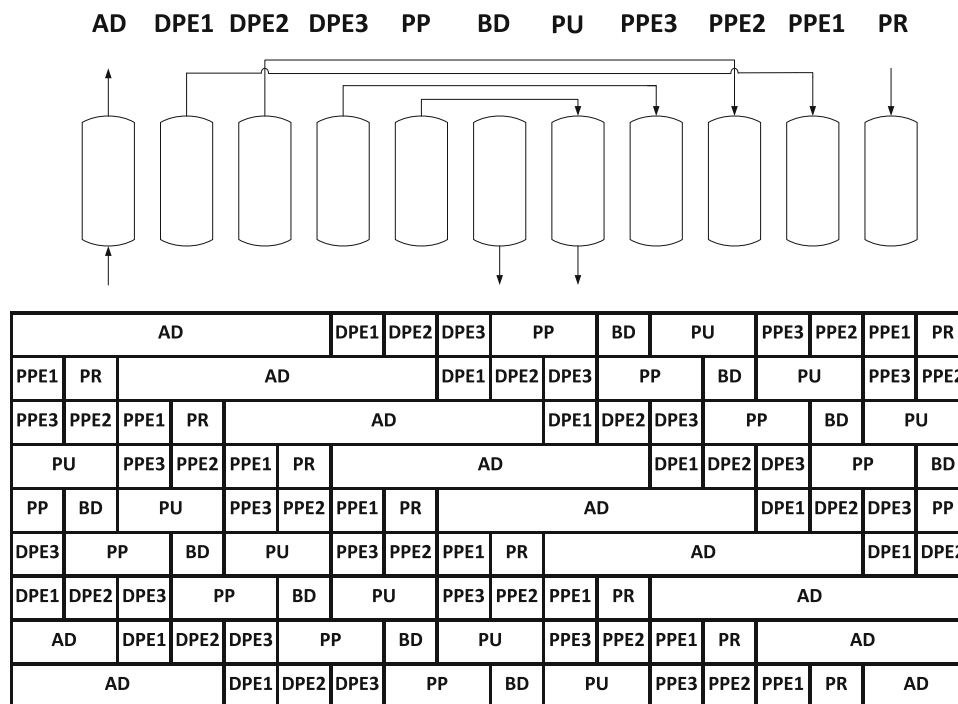 AD DPE1 DPE2 DPE3 PP BD PU PPE3 PPE2 PPE1 PR
AD DPE1 DPE2 DPE3 PP BD PU PPE3 PPE2 PPE1 PR
PPE1 PR AD DPE1 DPE2 DPE3 PP BD PU PPE3 PPE2
PPE3 PPE2 PPE1 PR AD DPE1 DPE2 DPE3 PP BD PU
PU PPE3 PPE2 PPE1 PR AD DPE1 DPE2 DPE3 PP BD
PP BD PU PPE3 PPE2 PPE1 PR AD DPE1 DPE2 DPE3 PP
DPE3 PP BD PU PPE3 PPE2 PPE1 PR AD DPE1 DPE2
DPE1 DPE2 DPE3 PP BD PU PPE3 PPE2 PPE1 PR AD
AD DPE1 DPE2 DPE3 PP BD PU PPE3 PPE2 PPE1 PR AD
AD DPE1 DPE2 DPE3 PP BD PU PPE3 PPE2 PPE1 PR AD